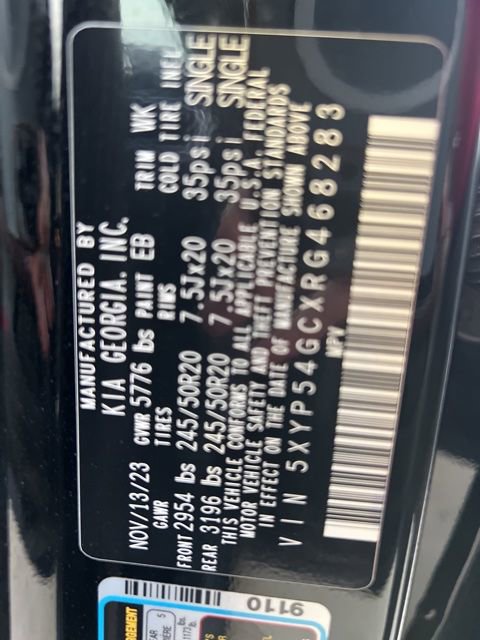 MANUFACTURED BY
KIA GEORGIA. INC.
NOV/13/23 GVWR 5776 lbs PAINT EB TRIM WK
GAWR TIRES RIMS COLD TIRE INFL
FRONT 2954 lbs 245/50R20 7.5Jx20 35psi SINGLE
REAR 3196 lbs 245/50R20 7.5Jx20 35psi SINGLE
THIS VEHICLE CONFORMS TO ALL APPLICABLE U.S.A. FEDERAL
MOTOR VEHICLE SAFETY AND THEFT PREVENTION STANDARDS
IN EFFECT ON THE DATE OF MANUFACTURE SHOWN ABOVE
VIN 5XYP54GCXRG468283
MPV
9110
5